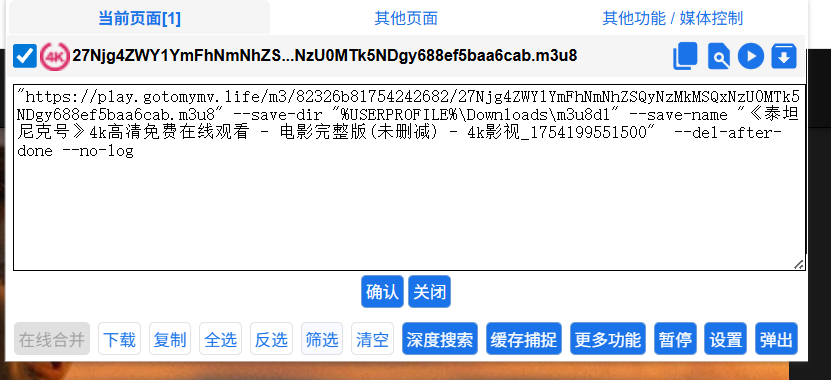 当前页面[1]
其他页面
其他功能 / 媒体控制
4K
27Njg4ZWY1YmFhNmNhZS...NzU0MTk5NDgy688ef5baa6cab.m3u8
"https://play.gotomymv.life/m3/82326b81754242682/27Njg4ZWY1YmFhNmNhZSQyNzMkMSQxNzU0MTk5
NDgy688ef5baa6cab.m3u8" --save-dir "%USERPROFILE%\Downloads\m3u8dl" --save-name "《泰坦
尼克号》4k高清免费在线观看 - 电影完整版(未删减) - 4k影视_1754199551500"  --del-after-
done --no-log
确认
关闭
在线合并
下载
复制
全选
反选
筛选
清空
深度搜索
缓存捕捉
更多功能
暂停
设置
弹出